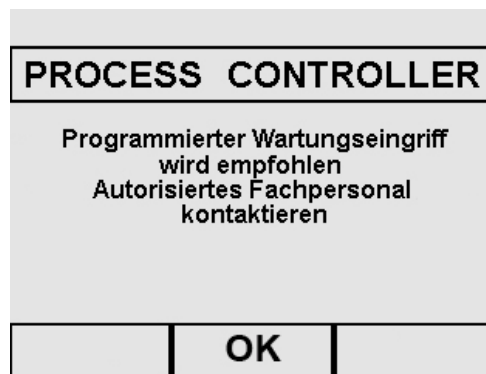 PROCESS CONTROLLER
Programmierter Wartungseingriff
wird empfohlen
Autorisiertes Fachpersonal
kontaktieren
OK